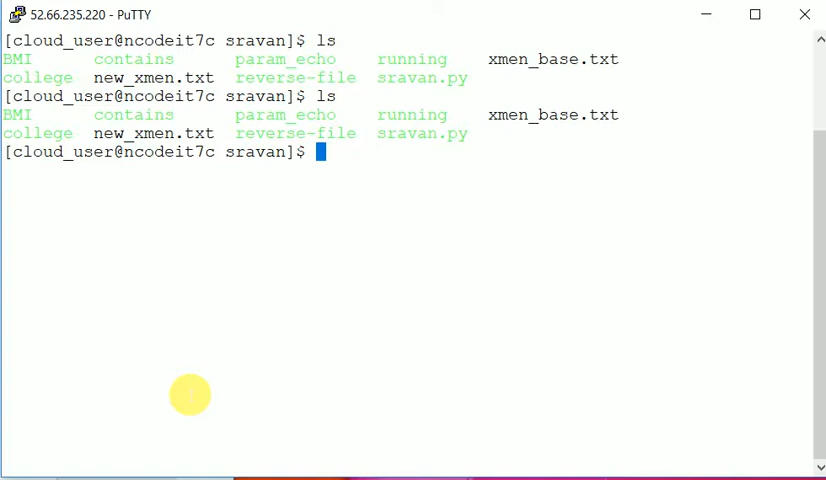 52.66.235.220 - PuTTY
[cloud_user@ncodeit7c sravan]$ ls
BMI contains param_echo running xmen_base.txt
college new_xmen.txt reverse-file sravan.py
[cloud_user@ncodeit7c sravan]$ ls
BMI contains param_echo running xmen_base.txt
college new_xmen.txt reverse-file sravan.py
[cloud_user@ncodeit7c sravan]$